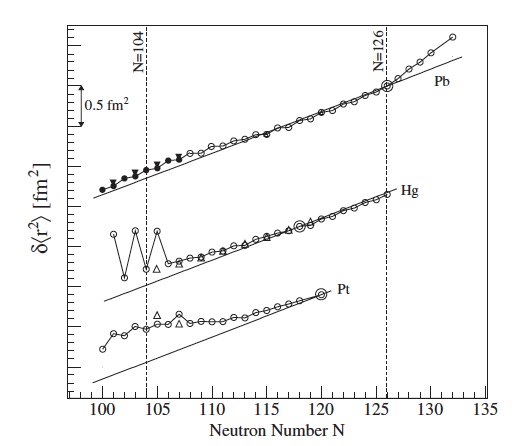 N=104
N=126
Pb
0.5 fm²
Hg
Pt
δ⟨r²⟩ [fm²]
100 105 110 115 120 125 130 135
Neutron Number N